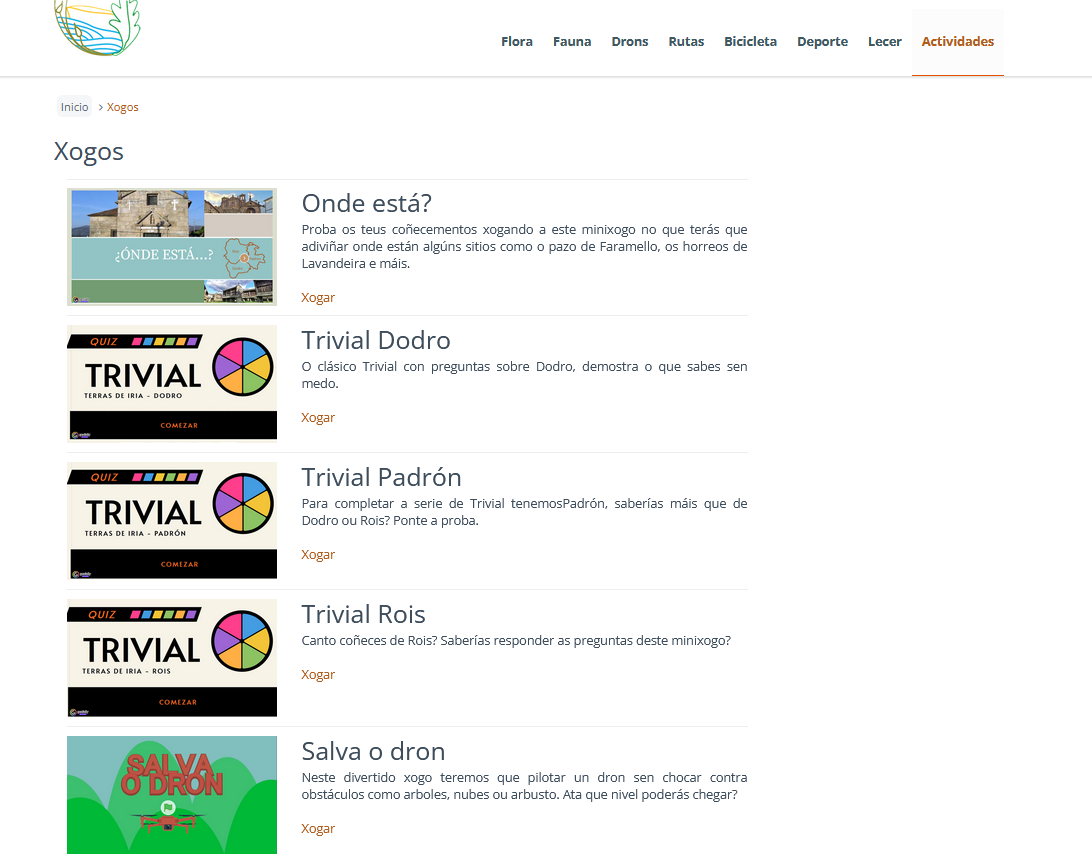 Flora Fauna Drons Rutas Bicicleta Deporte Lecer Actividades
Inicio › Xogos
Xogos
¿ÓNDE ESTÁ...?
Onde está?
Proba os teus coñecementos xogando a este minixogo no que terás que
adiviñar onde están algúns sitios como o pazo de Faramello, os horreos de
Lavandeira e máis.
Xogar
QUIZ
TRIVIAL
TERRAS DE IRIA - DODRO
COMEZAR
Trivial Dodro
O clásico Trivial con preguntas sobre Dodro, demostra o que sabes sen
medo.
Xogar
QUIZ
TRIVIAL
TERRAS DE IRIA - PADRÓN
COMEZAR
Trivial Padrón
Para completar a serie de Trivial tenemosPadrón, saberías máis que de
Dodro ou Rois? Ponte a proba.
Xogar
QUIZ
TRIVIAL
TERRAS DE IRIA - ROIS
COMEZAR
Trivial Rois
Canto coñeces de Rois? Saberías responder as preguntas deste minixogo?
Xogar
SALVA
O DRON
Salva o dron
Neste divertido xogo teremos que pilotar un dron sen chocar contra
obstáculos como arboles, nubes ou arbusto. Ata que nivel poderás chegar?
Xogar